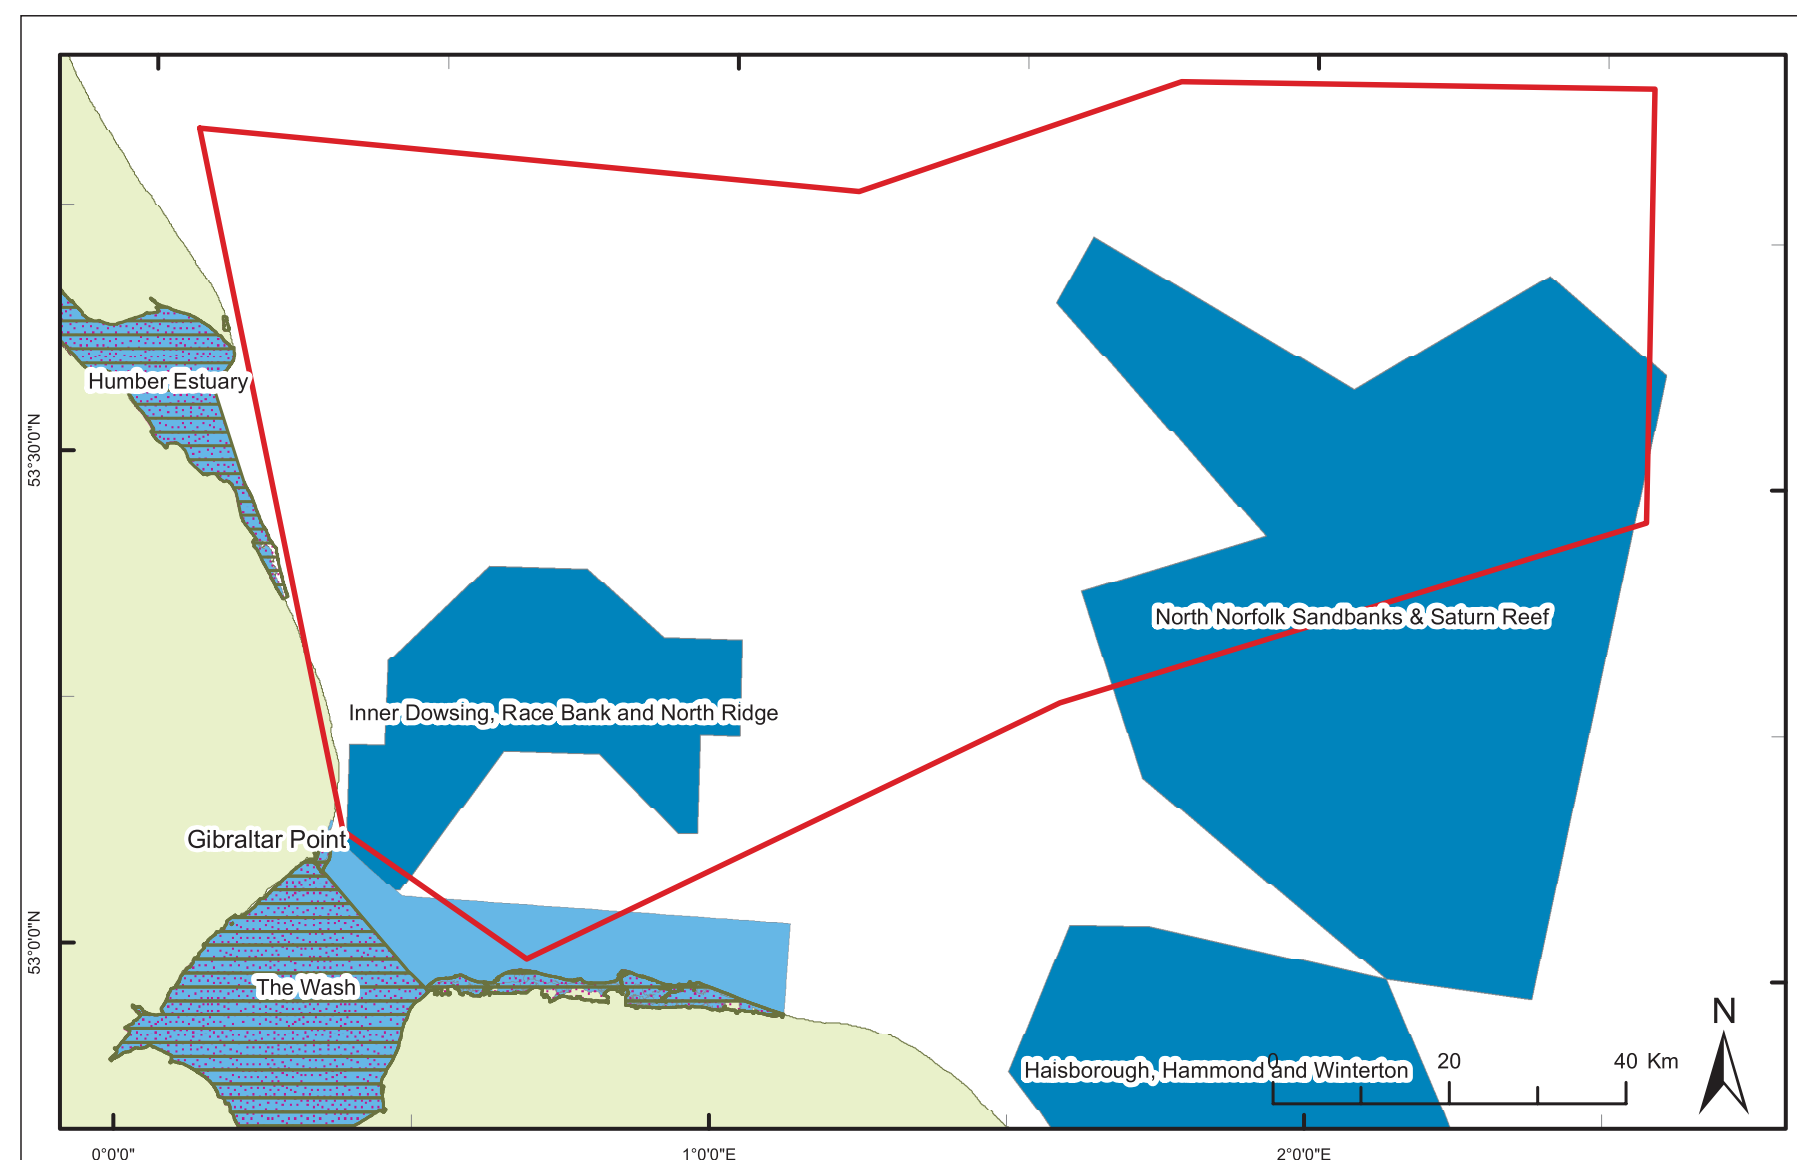 Humber Estuary
53°30'0"N
North Norfolk Sandbanks & Saturn Reef
Inner Dowsing, Race Bank and North Ridge
Gibraltar Point
53°0'0"N
The Wash
N
0 20 40 Km
Haisborough, Hammond and Winterton
0°0'0" 1°0'0"E 2°0'0"E